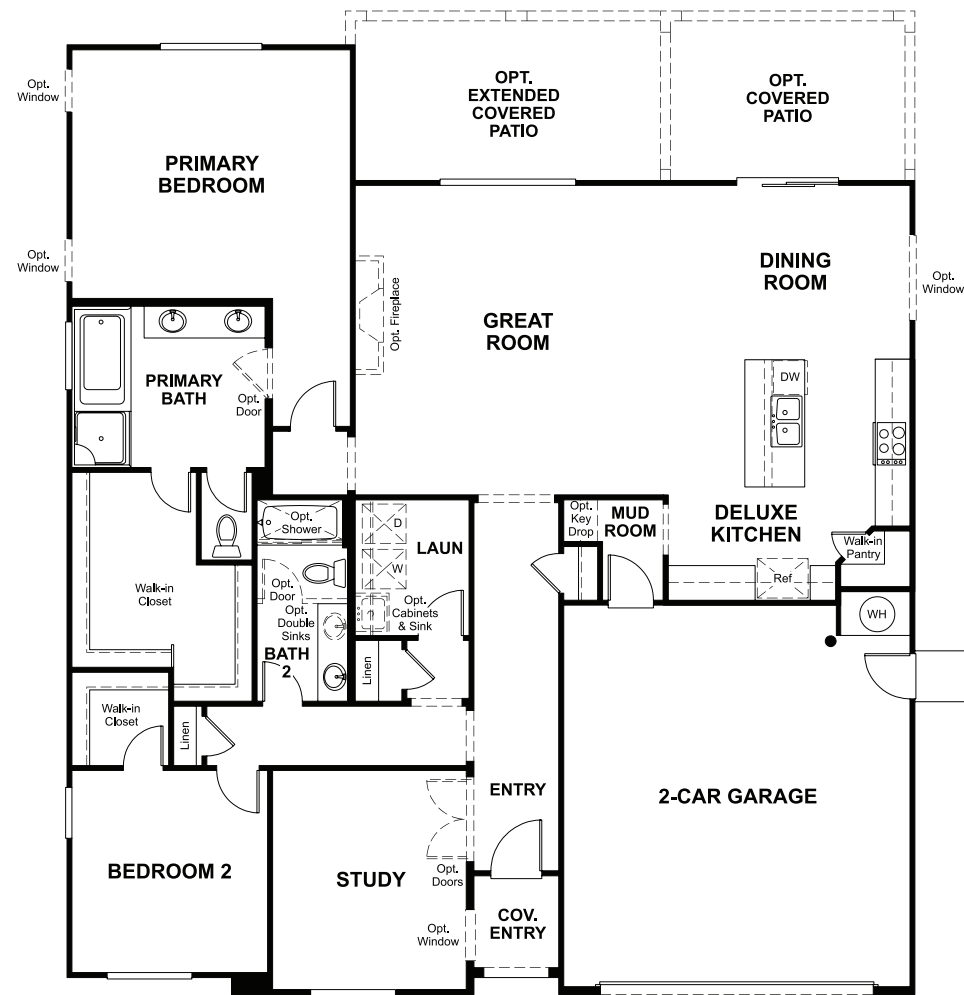 OPT.
EXTENDED
COVERED
PATIO
OPT.
COVERED
PATIO
Opt.
Window
PRIMARY
BEDROOM
Opt.
Window
DINING
ROOM
Opt.
Window
Opt. Fireplace
GREAT
ROOM
PRIMARY
BATH
Opt.
Door
DW
Opt.
Shower
D
W
LAUN
Opt.
Cabinets
& Sink
Opt.
Key
Drop
MUD
ROOM
DELUXE
KITCHEN
Walk-in
Pantry
Ref
WH
Walk-in
Closet
Opt.
Door
Opt.
Double
Sinks
BATH
2
Linen
Walk-in
Closet
Linen
ENTRY
2-CAR GARAGE
BEDROOM 2
STUDY
Opt.
Doors
Opt.
Window
COV.
ENTRY